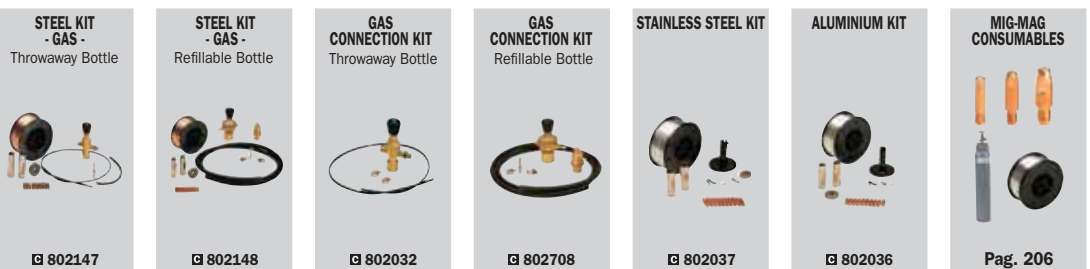 STEEL KIT
- GAS -
Throwaway Bottle
C 802147
STEEL KIT
- GAS -
Refillable Bottle
C 802148
GAS
CONNECTION KIT
Throwaway Bottle
C 802032
GAS
CONNECTION KIT
Refillable Bottle
C 802708
STAINLESS STEEL KIT
C 802037
ALUMINIUM KIT
C 802036
MIG-MAG
CONSUMABLES
Pag. 206